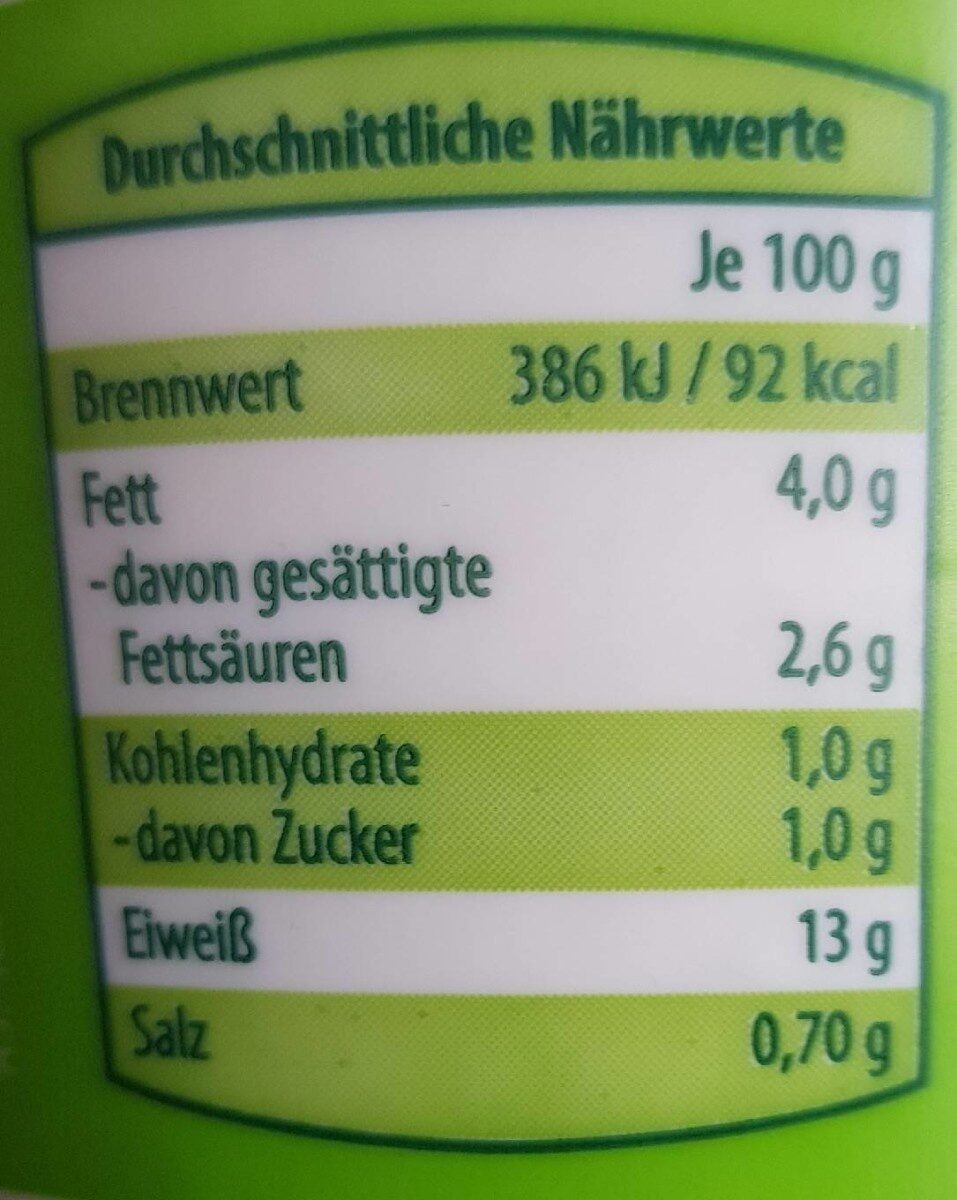 Durchschnittliche Nährwerte
Je 100 g
Brennwert 386 kJ / 92 kcal
Fett 4,0 g
-davon gesättigte
Fettsäuren 2,6 g
Kohlenhydrate 1,0 g
-davon Zucker 1,0 g
Eiweiß 13 g
Salz 0,70 g